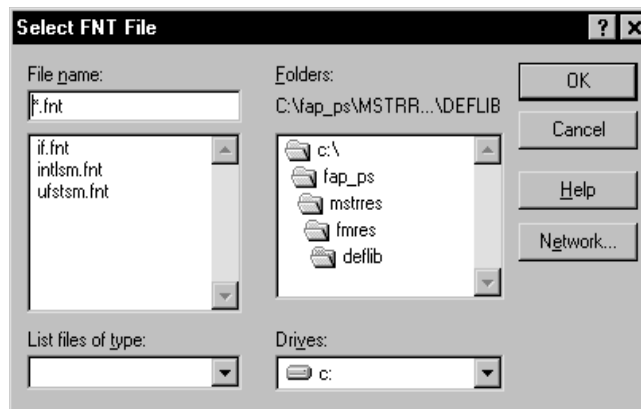 Select FNT File
? X
File name:
*.fnt
if.fnt
intlsm.fnt
ufstsm.fnt
List files of type:
Folders:
C:\fap_ps\MSTRR...\DEFLIB
c:\
fap_ps
mstrres
fmres
deflib
Drives:
c:
OK
Cancel
Help
Network...